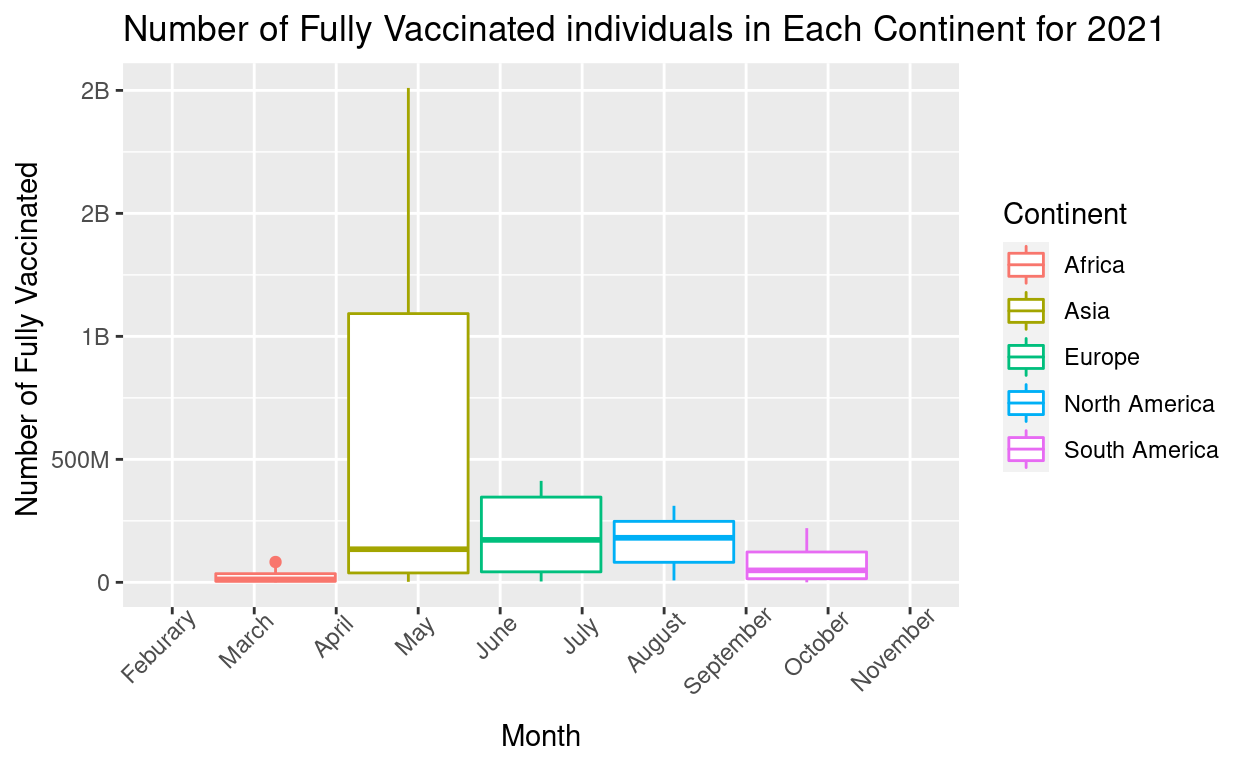 Number of Fully Vaccinated individuals in Each Continent for 2021
Number of Fully Vaccinated
2B
2B
1B
500M
0
Feburary
March
April
May
June
July
August
September
October
November
Month
Continent
Africa
Asia
Europe
North America
South America